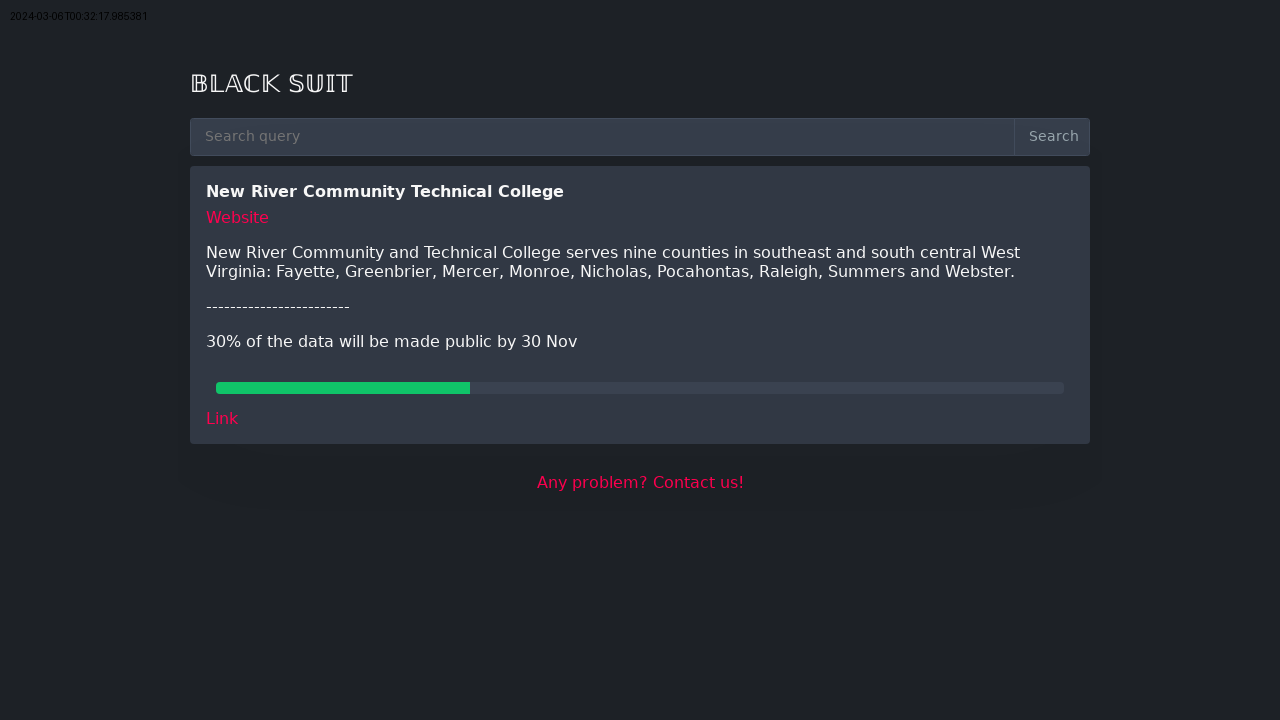 2024-03-06T00:32:17.985381
𝔹𝕃𝔸ℂ𝕂 𝕊𝕌𝕀𝕋
Search query
Search
New River Community Technical College
Website
New River Community and Technical College serves nine counties in southeast and south central West
Virginia: Fayette, Greenbrier, Mercer, Monroe, Nicholas, Pocahontas, Raleigh, Summers and Webster.
------------------------
30% of the data will be made public by 30 Nov
Link
Any problem? Contact us!